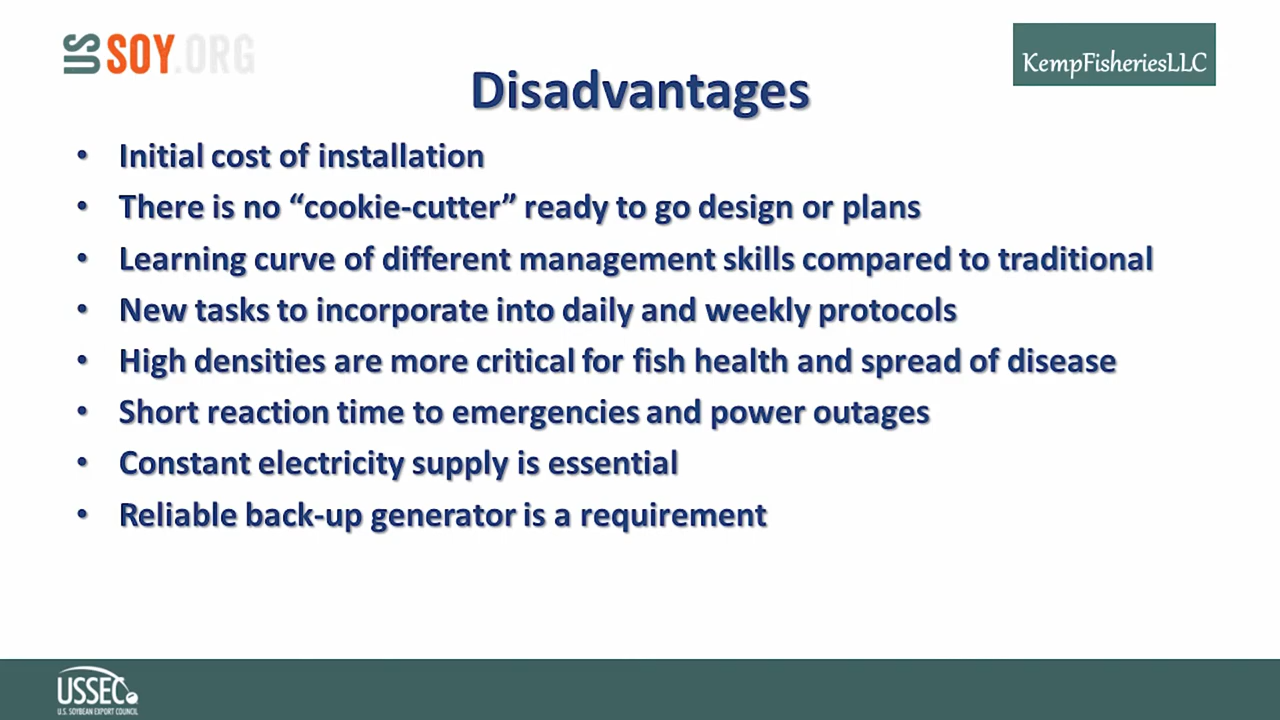 US SOY.ORG
KempFisheriesLLC
Disadvantages
• Initial cost of installation
• There is no “cookie-cutter” ready to go design or plans
• Learning curve of different management skills compared to traditional
• New tasks to incorporate into daily and weekly protocols
• High densities are more critical for fish health and spread of disease
• Short reaction time to emergencies and power outages
• Constant electricity supply is essential
• Reliable back-up generator is a requirement
USSEC
U.S. SOYBEAN EXPORT COUNCIL